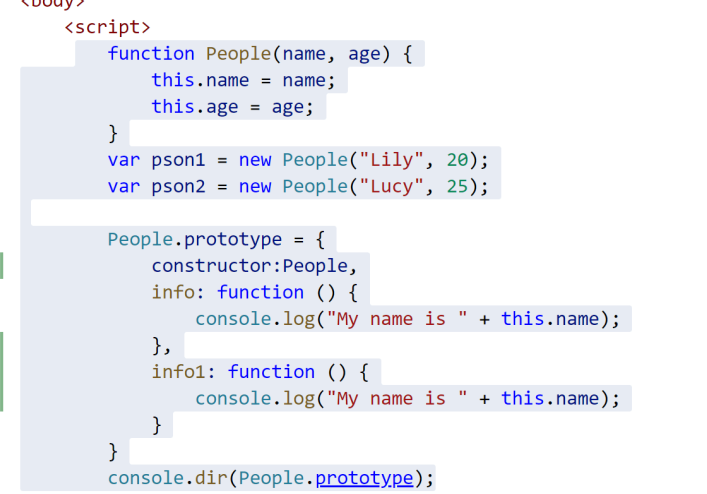 <body>
<script>
function People(name, age) {
this.name = name;
this.age = age;
}
var pson1 = new People("Lily", 20);
var pson2 = new People("Lucy", 25);
People.prototype = {
constructor:People,
info: function () {
console.log("My name is " + this.name);
},
info1: function () {
console.log("My name is " + this.name);
}
}
console.dir(People.prototype);